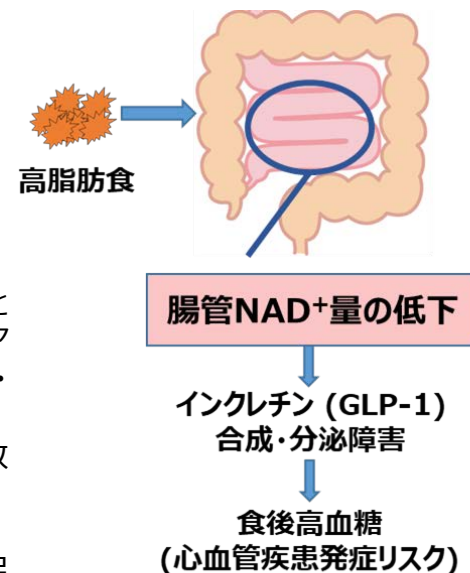 高脂肪食
腸管NAD⁺量の低下
インクレチン (GLP-1)
合成・分泌障害
食後高血糖
(心血管疾患発症リスク)